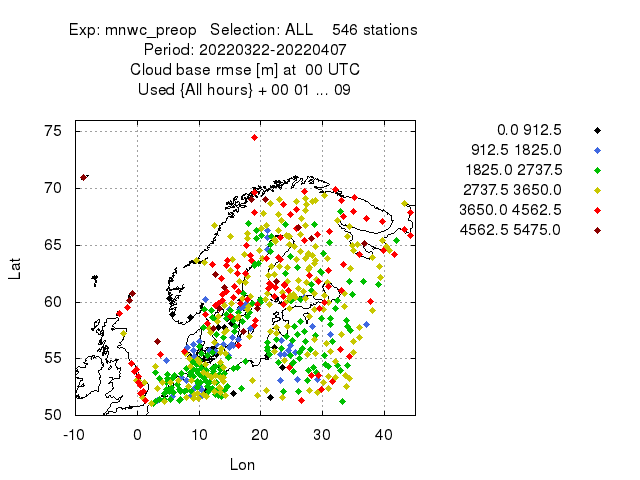 Exp: mnwc_preop Selection: ALL 546 stations
Period: 20220322-20220407
Cloud base rmse [m] at 00 UTC
Used {All hours} + 00 01 ... 09
0.0 912.5
912.5 1825.0
1825.0 2737.5
2737.5 3650.0
3650.0 4562.5
4562.5 5475.0
75
70
65
60
55
50
Lat
-10 0 10 20 30 40
Lon